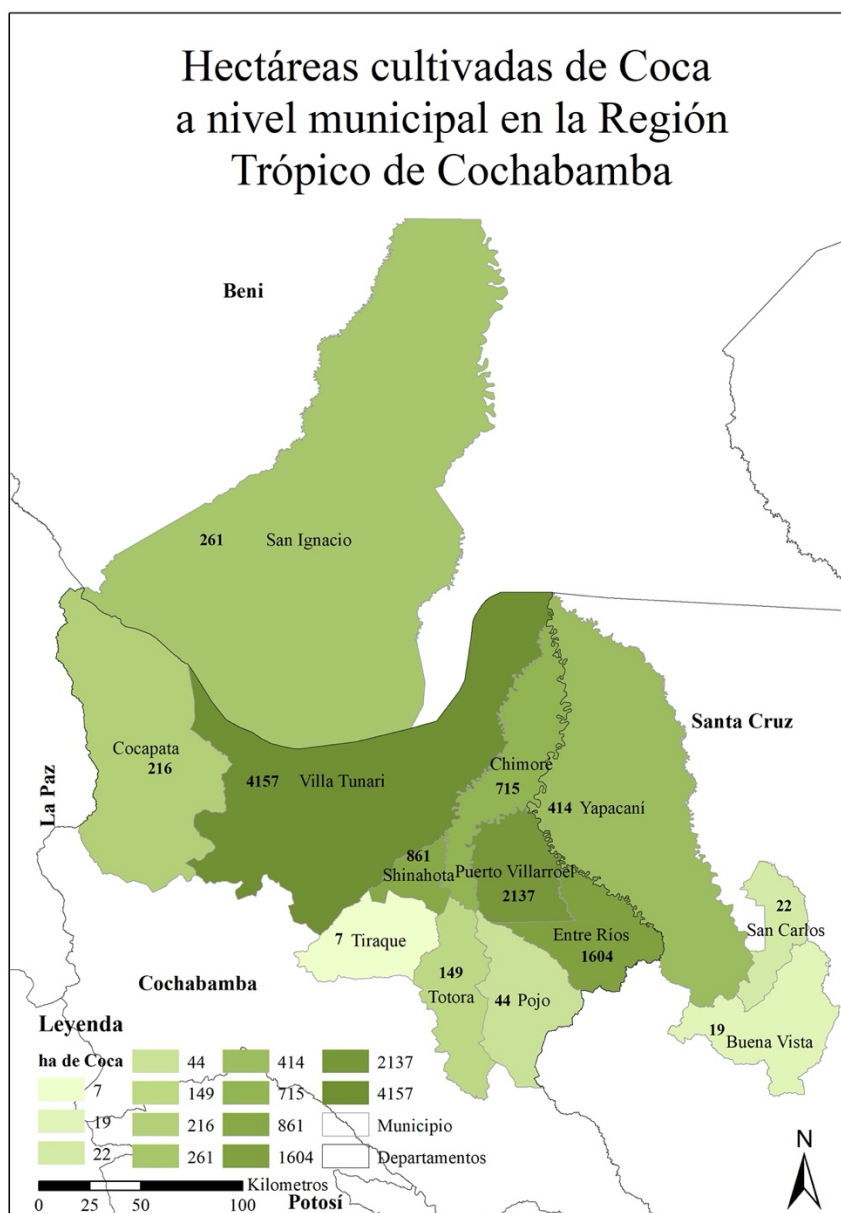 Hectáreas cultivadas de Coca
a nivel municipal en la Región
Trópico de Cochabamba
Beni
261 San Ignacio
Santa Cruz
La Paz
Cocapata
216
4157 Villa Tunari
Chimoré
715
414 Yapacaní
861
Shinahota
Puerto Villarroel
2137
22
San Carlos
7 Tiraque
Entre Ríos
1604
149
Totora
44 Pojo
19
Buena Vista
Cochabamba
Leyenda
ha de Coca
7
19
22
44
149
216
261
414
715
861
1604
2137
4157
Municipio
Departamentos
Kilometros
0 25 50 100
Potosí
N